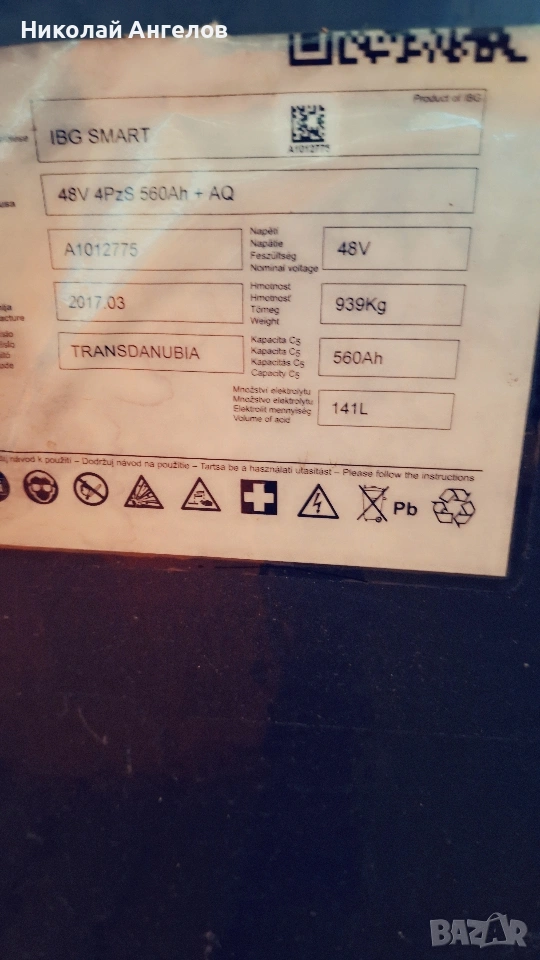 Николай Ангелов
Product of IBG
IBG SMART
A1012775
48V 4PzS 560Ah + AQ
A1012775
Napětí
Napätie
Feszültség
Nominal voltage
48V
2017.03
Hmotnost
Hmotnost
Tömeg
Weight
939Kg
TRANSDANUBIA
Kapacita C5
Kapacita C5
Kapacitás C5
Capacity C5
560Ah
Množství elektrolytu
Množstvo elektrolytu
Elektrolit mennyiség
Volume of acid
141L
návod k použití – Dodržuj návod na použitie – Tartsa be a használati utasítást – Please follow the instructions
Pb
BAZAR